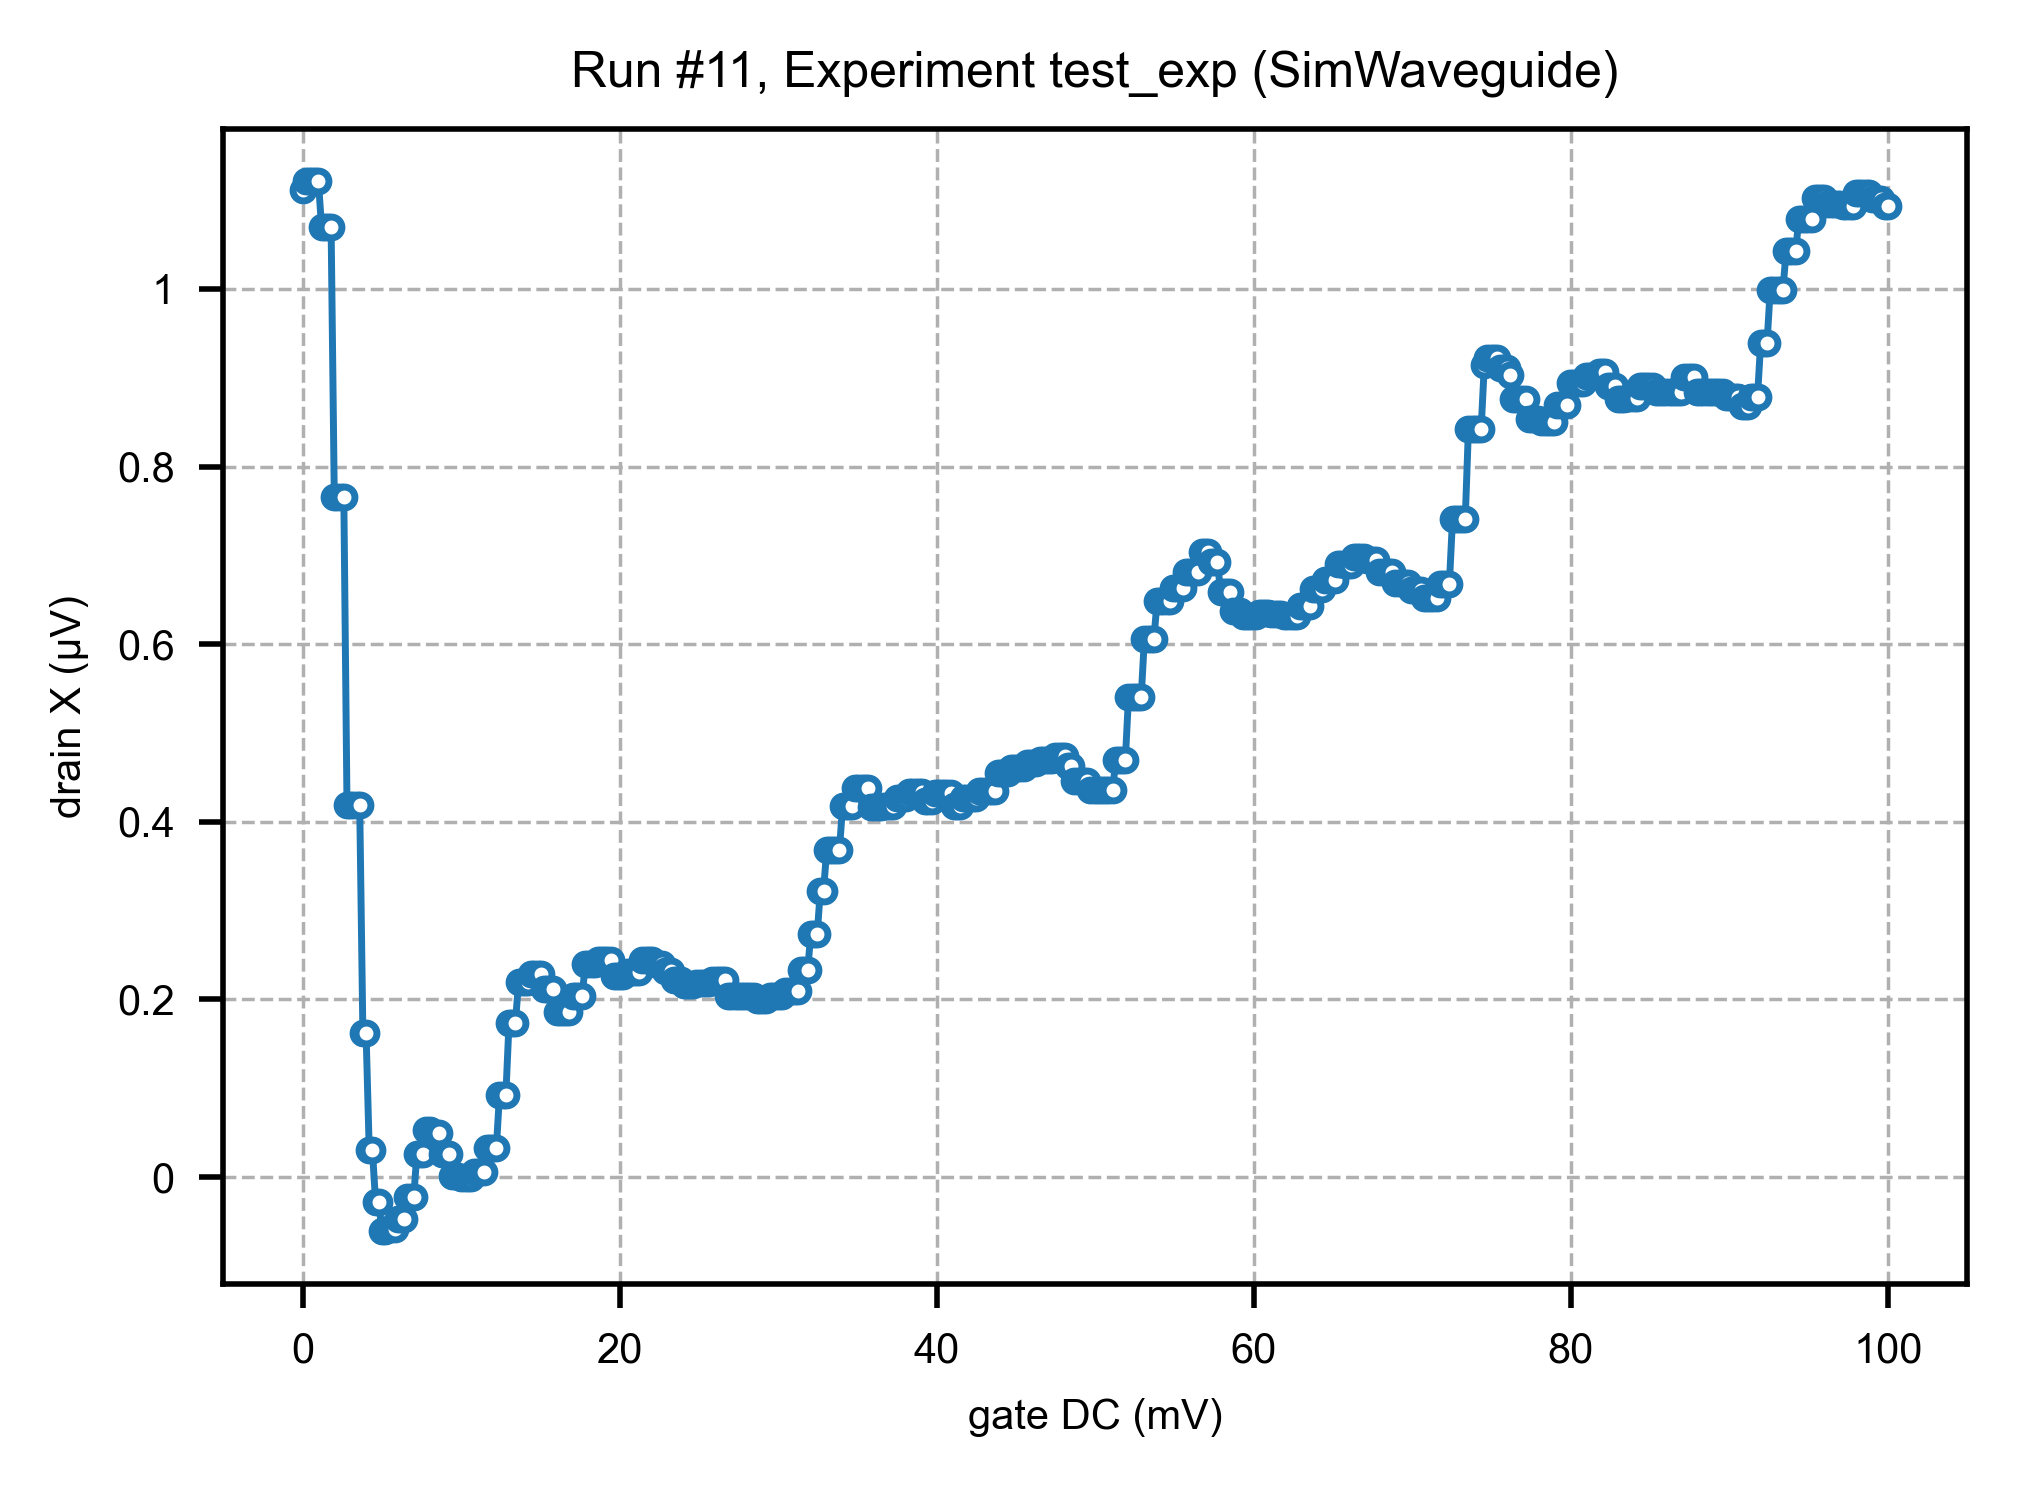 Run #11, Experiment test_exp (SimWaveguide)
1
0.8
0.6
0.4
0.2
0
drain X (μV)
0 20 40 60 80 100
gate DC (mV)